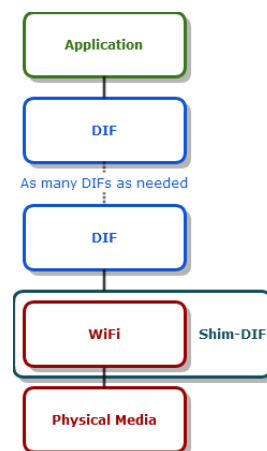 Application
DIF
As many DIFs as needed
DIF
WiFi
Shim-DIF
Physical Media